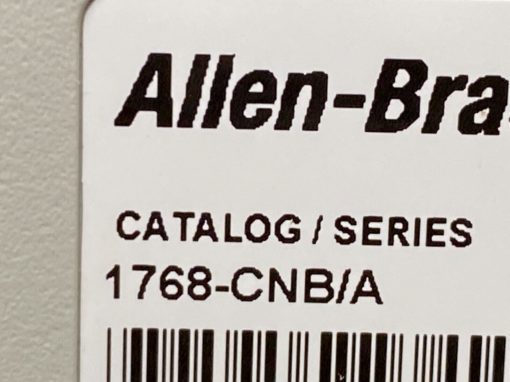 Allen-Bra
CATALOG / SERIES
1768-CNB/A